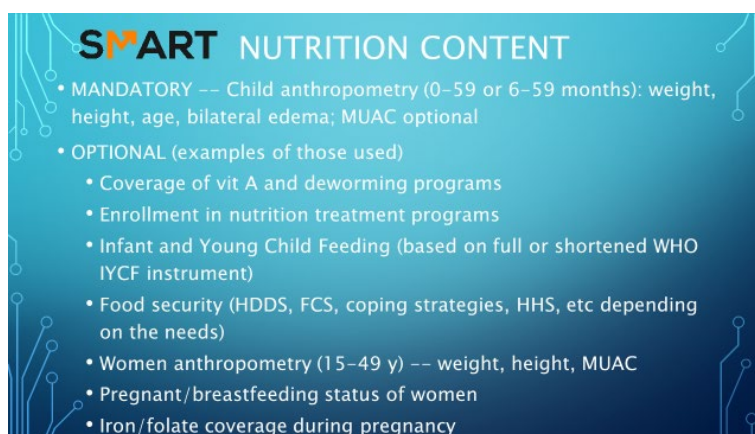 SMART NUTRITION CONTENT
• MANDATORY -- Child anthropometry (0-59 or 6-59 months): weight,
height, age, bilateral edema; MUAC optional
• OPTIONAL (examples of those used)
• Coverage of vit A and deworming programs
• Enrollment in nutrition treatment programs
• Infant and Young Child Feeding (based on full or shortened WHO
IYCF instrument)
• Food security (HDDS, FCS, coping strategies, HHS, etc depending
on the needs)
• Women anthropometry (15-49 y) -- weight, height, MUAC
• Pregnant/breastfeeding status of women
• Iron/folate coverage during pregnancy